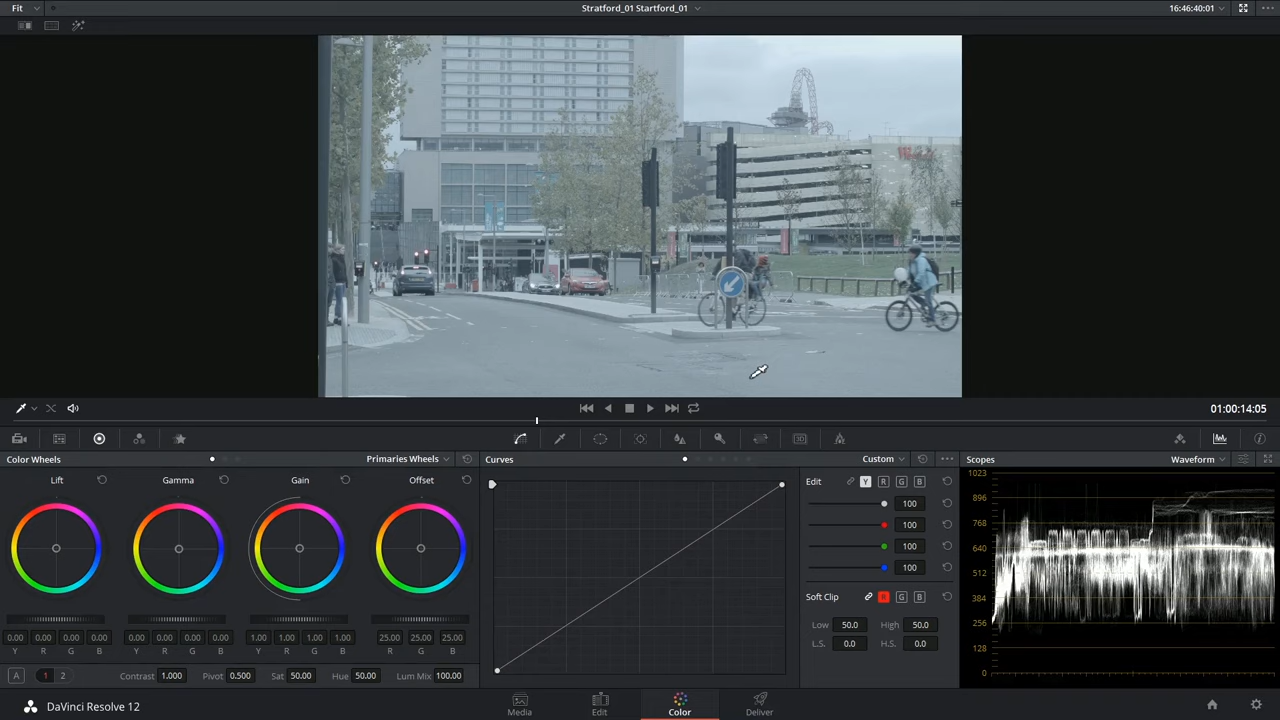 Fit
Stratford_01 Startford_01
16:46:40:01
01:00:14:05
Color Wheels
Primaries Wheels
Curves
Custom
Scopes
Waveform
Lift
Gamma
Gain
Offset
Edit
Y R G B
100
100
100
100
Soft Clip
R G B
Low 50.0 High 50.0
L.S. 0.0 H.S. 0.0
0.00 0.00 0.00 0.00
0.00 0.00 0.00 0.00
1.00 1.00 1.00 1.00
25.00 25.00 25.00
Y R G B
Y R G B
Y R G B
R G B
A 1 2
Contrast 1.000
Pivot 0.500
Sat 50.00
Hue 50.00
Lum Mix 100.00
1023
896
768
640
512
384
256
128
0
DaVinci Resolve 12
Media
Edit
Color
Deliver